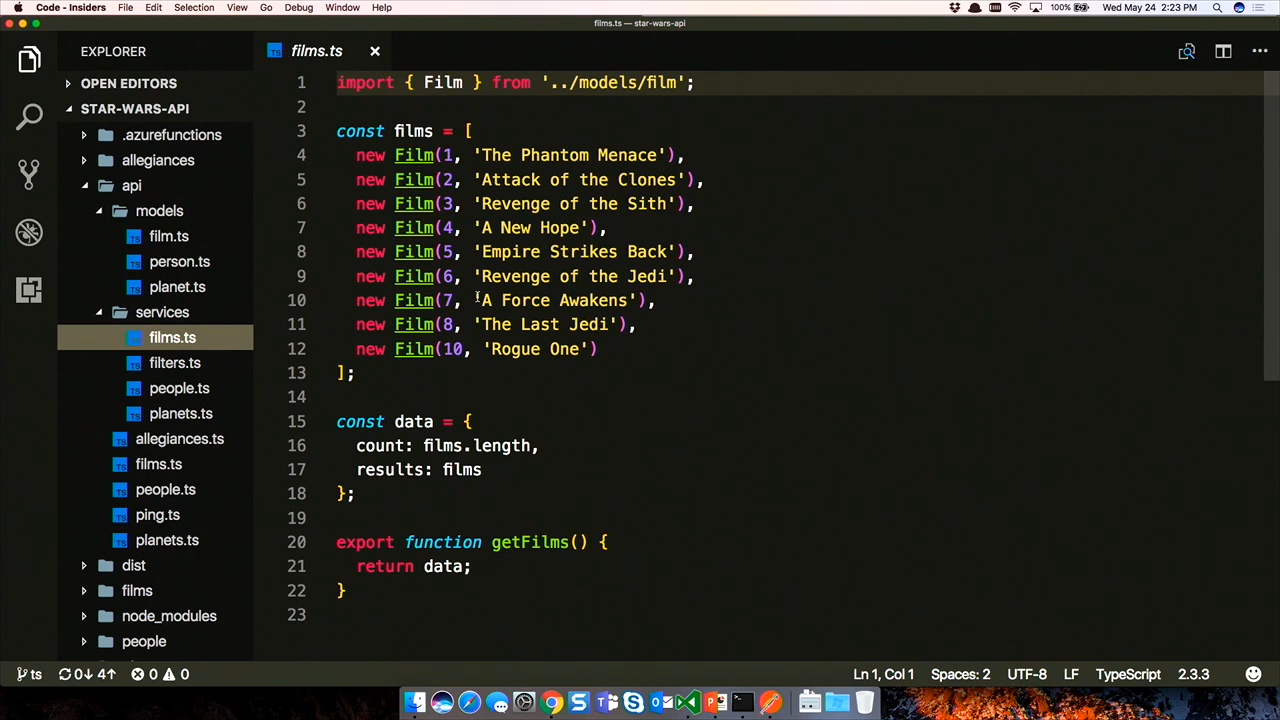 Code - Insiders File Edit Selection View Go Debug Window Help 100% Wed May 24 2:23 PM
films.ts — star-wars-api
EXPLORER
OPEN EDITORS
STAR-WARS-API
.azurefunctions
allegiances
api
models
film.ts
person.ts
planet.ts
services
films.ts
filters.ts
people.ts
planets.ts
allegiances.ts
films.ts
people.ts
ping.ts
planets.ts
dist
films
node_modules
people
films.ts
1 import { Film } from '../models/film';
2
3 const films = [
4 new Film(1, 'The Phantom Menace'),
5 new Film(2, 'Attack of the Clones'),
6 new Film(3, 'Revenge of the Sith'),
7 new Film(4, 'A New Hope'),
8 new Film(5, 'Empire Strikes Back'),
9 new Film(6, 'Revenge of the Jedi'),
10 new Film(7, 'A Force Awakens'),
11 new Film(8, 'The Last Jedi'),
12 new Film(10, 'Rogue One')
13 ];
14
15 const data = {
16 count: films.length,
17 results: films
18 };
19
20 export function getFilms() {
21 return data;
22 }
23
ts 0↓ 4↑ 0 0 Ln 1, Col 1 Spaces: 2 UTF-8 LF TypeScript 2.3.3